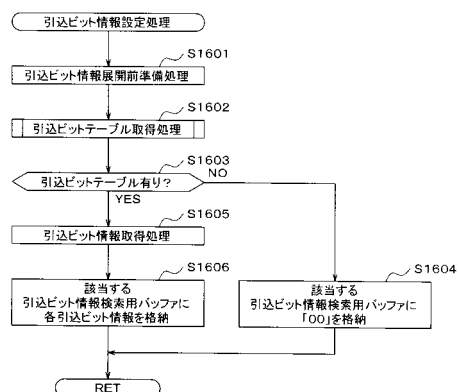 引込ビット情報設定処理
S1601
引込ビット情報展開前準備処理
S1602
引込ビットテーブル取得処理
S1603
引込ビットテーブル有り?
NO
YES
S1605
引込ビット情報取得処理
S1606
該当する
引込ビット情報検索用バッファに
各引込ビット情報を格納
S1604
該当する
引込ビット情報検索用バッファに
「00」を格納
RET